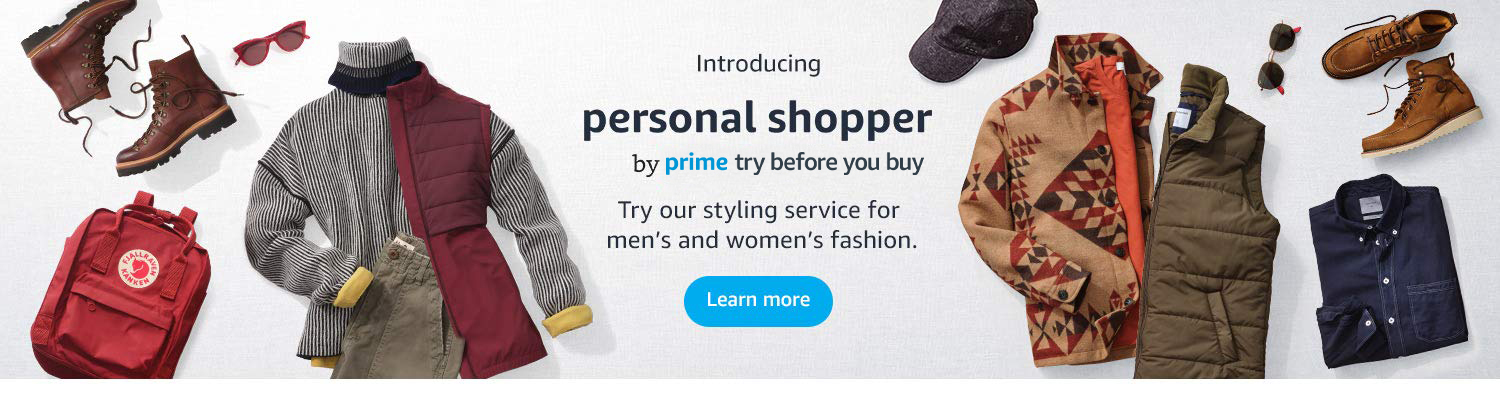 Introducing
personal shopper
by prime try before you buy
Try our styling service for
men's and women's fashion.
Learn more
FJÄLLRÄVEN
KÅNKEN